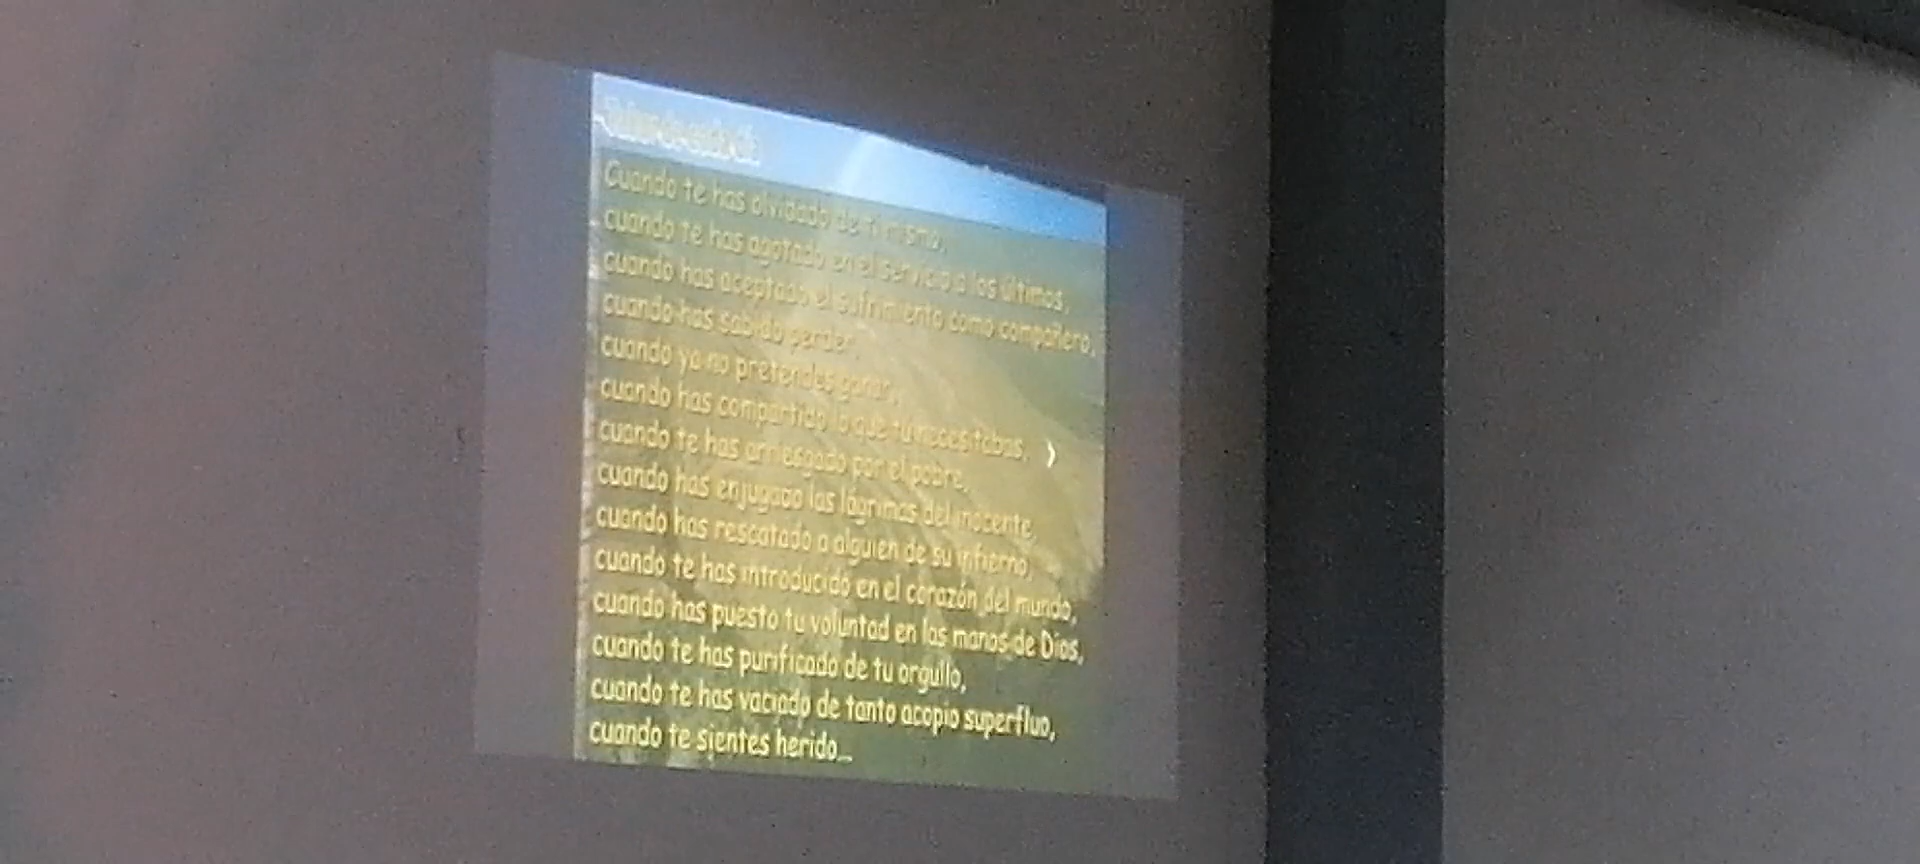 Cuando te has olvidado de ti mismo,
cuando te has agotado en el servicio a los últimos,
cuando has aceptado el sufrimiento como compañero,
cuando has sabido perder,
cuando ya no pretendes ganar,
cuando has compartido lo que tu necesitabas,
cuando te has arriesgado por el pobre,
cuando has enjugado las lágrimas del inocente,
cuando has rescatado a alguien de su infierno,
cuando te has introducido en el corazón del mundo,
cuando has puesto tu voluntad en las manos de Dios,
cuando te has purificado de tu orgullo,
cuando te has vaciado de tanto acopio superfluo,
cuando te sientes herido...